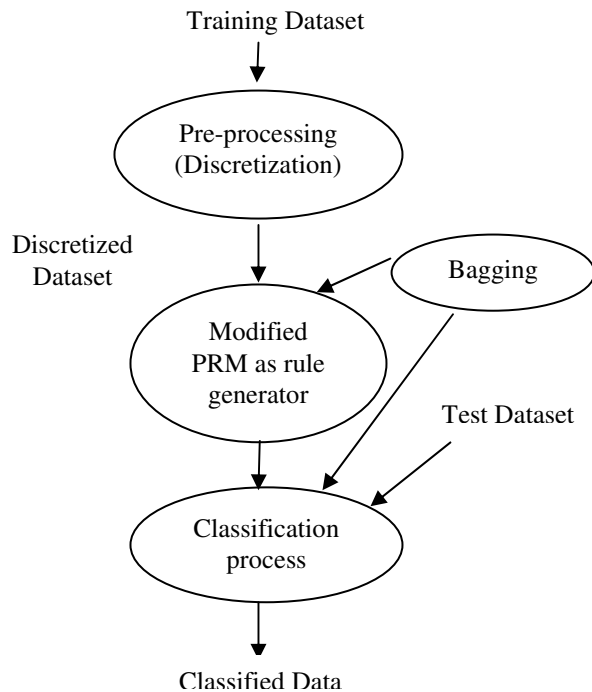 Training Dataset
Pre-processing
(Discretization)
Discretized
Dataset
Bagging
Modified
PRM as rule
generator
Test Dataset
Classification
process
Classified Data